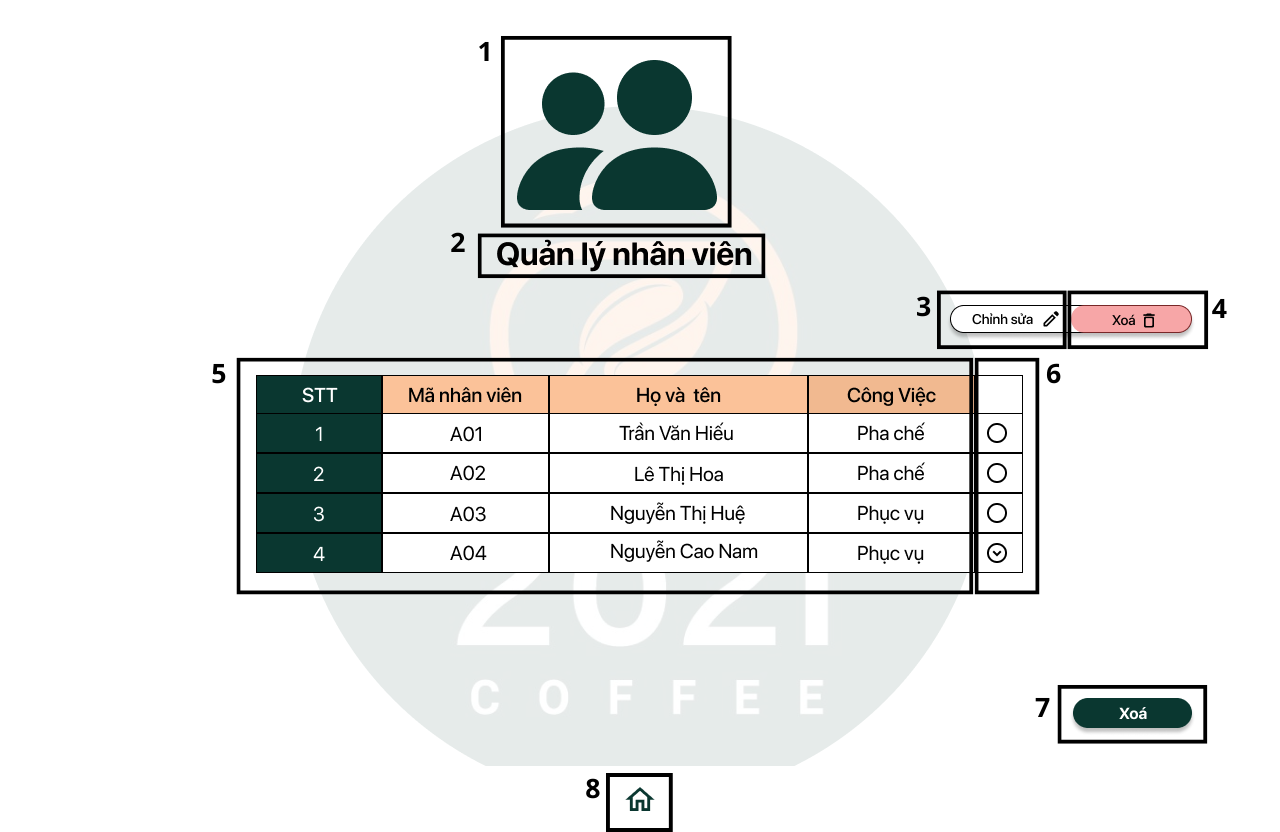 1
2
Quản lý nhân viên
3
Chỉnh sửa
Xoá
4
5
6
STT Mã nhân viên Họ và tên Công Việc
1 A01 Trần Văn Hiếu Pha chế
2 A02 Lê Thị Hoa Pha chế
3 A03 Nguyễn Thị Huệ Phục vụ
4 A04 Nguyễn Cao Nam Phục vụ
2021
COFFEE
7
Xoá
8